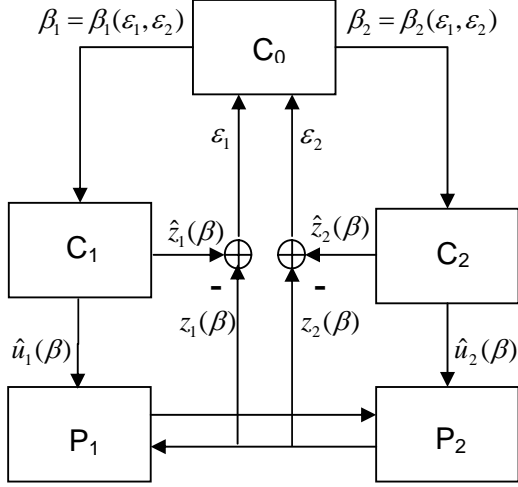 β₁ = β₁(ε₁, ε₂)
C₀
β₂ = β₂(ε₁, ε₂)
ε₁
ε₂
C₁
ẑ₁(β)
ẑ₂(β)
C₂
-
-
z₁(β)
z₂(β)
û₁(β)
û₂(β)
P₁
P₂